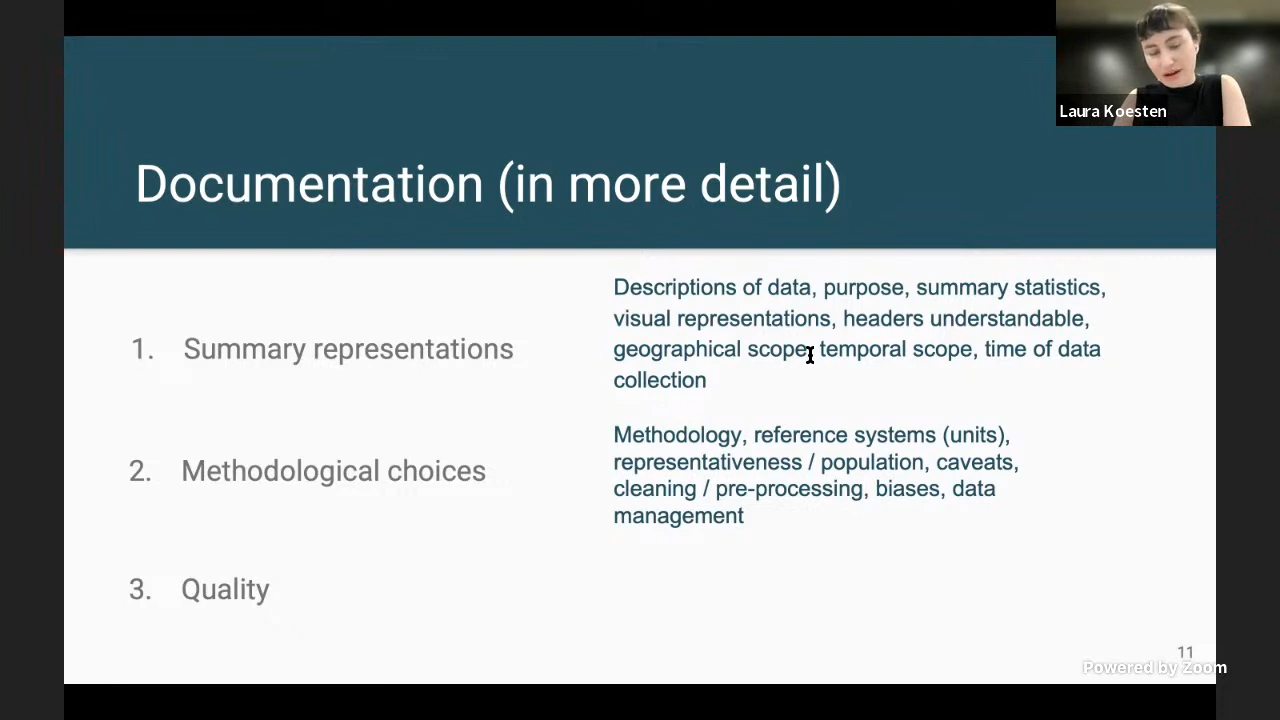 Laura Koesten
Documentation (in more detail)
1. Summary representations
Descriptions of data, purpose, summary statistics,
visual representations, headers understandable,
geographical scope, temporal scope, time of data
collection
2. Methodological choices
Methodology, reference systems (units),
representativeness / population, caveats,
cleaning / pre-processing, biases, data
management
3. Quality
11
Powered by Zoom